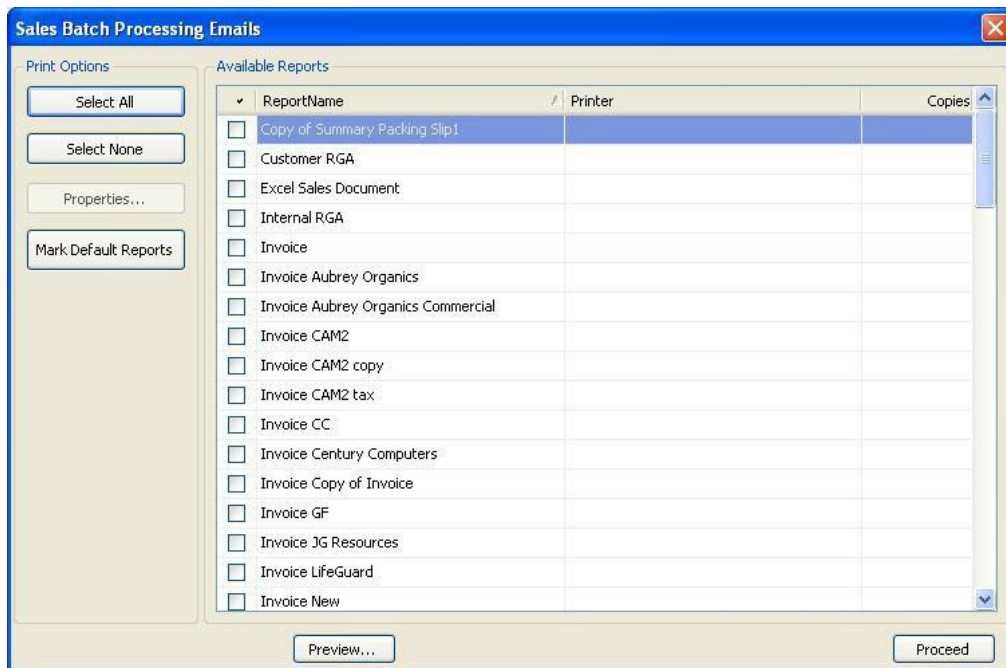 Sales Batch Processing Emails
Print Options
Available Reports
Select All
Select None
Properties...
Mark Default Reports
ReportName Printer Copies
Copy of Summary Packing Slip1
Customer RGA
Excel Sales Document
Internal RGA
Invoice
Invoice Aubrey Organics
Invoice Aubrey Organics Commercial
Invoice CAM2
Invoice CAM2 copy
Invoice CAM2 tax
Invoice CC
Invoice Century Computers
Invoice Copy of Invoice
Invoice GF
Invoice JG Resources
Invoice LifeGuard
Invoice New
Preview...
Proceed